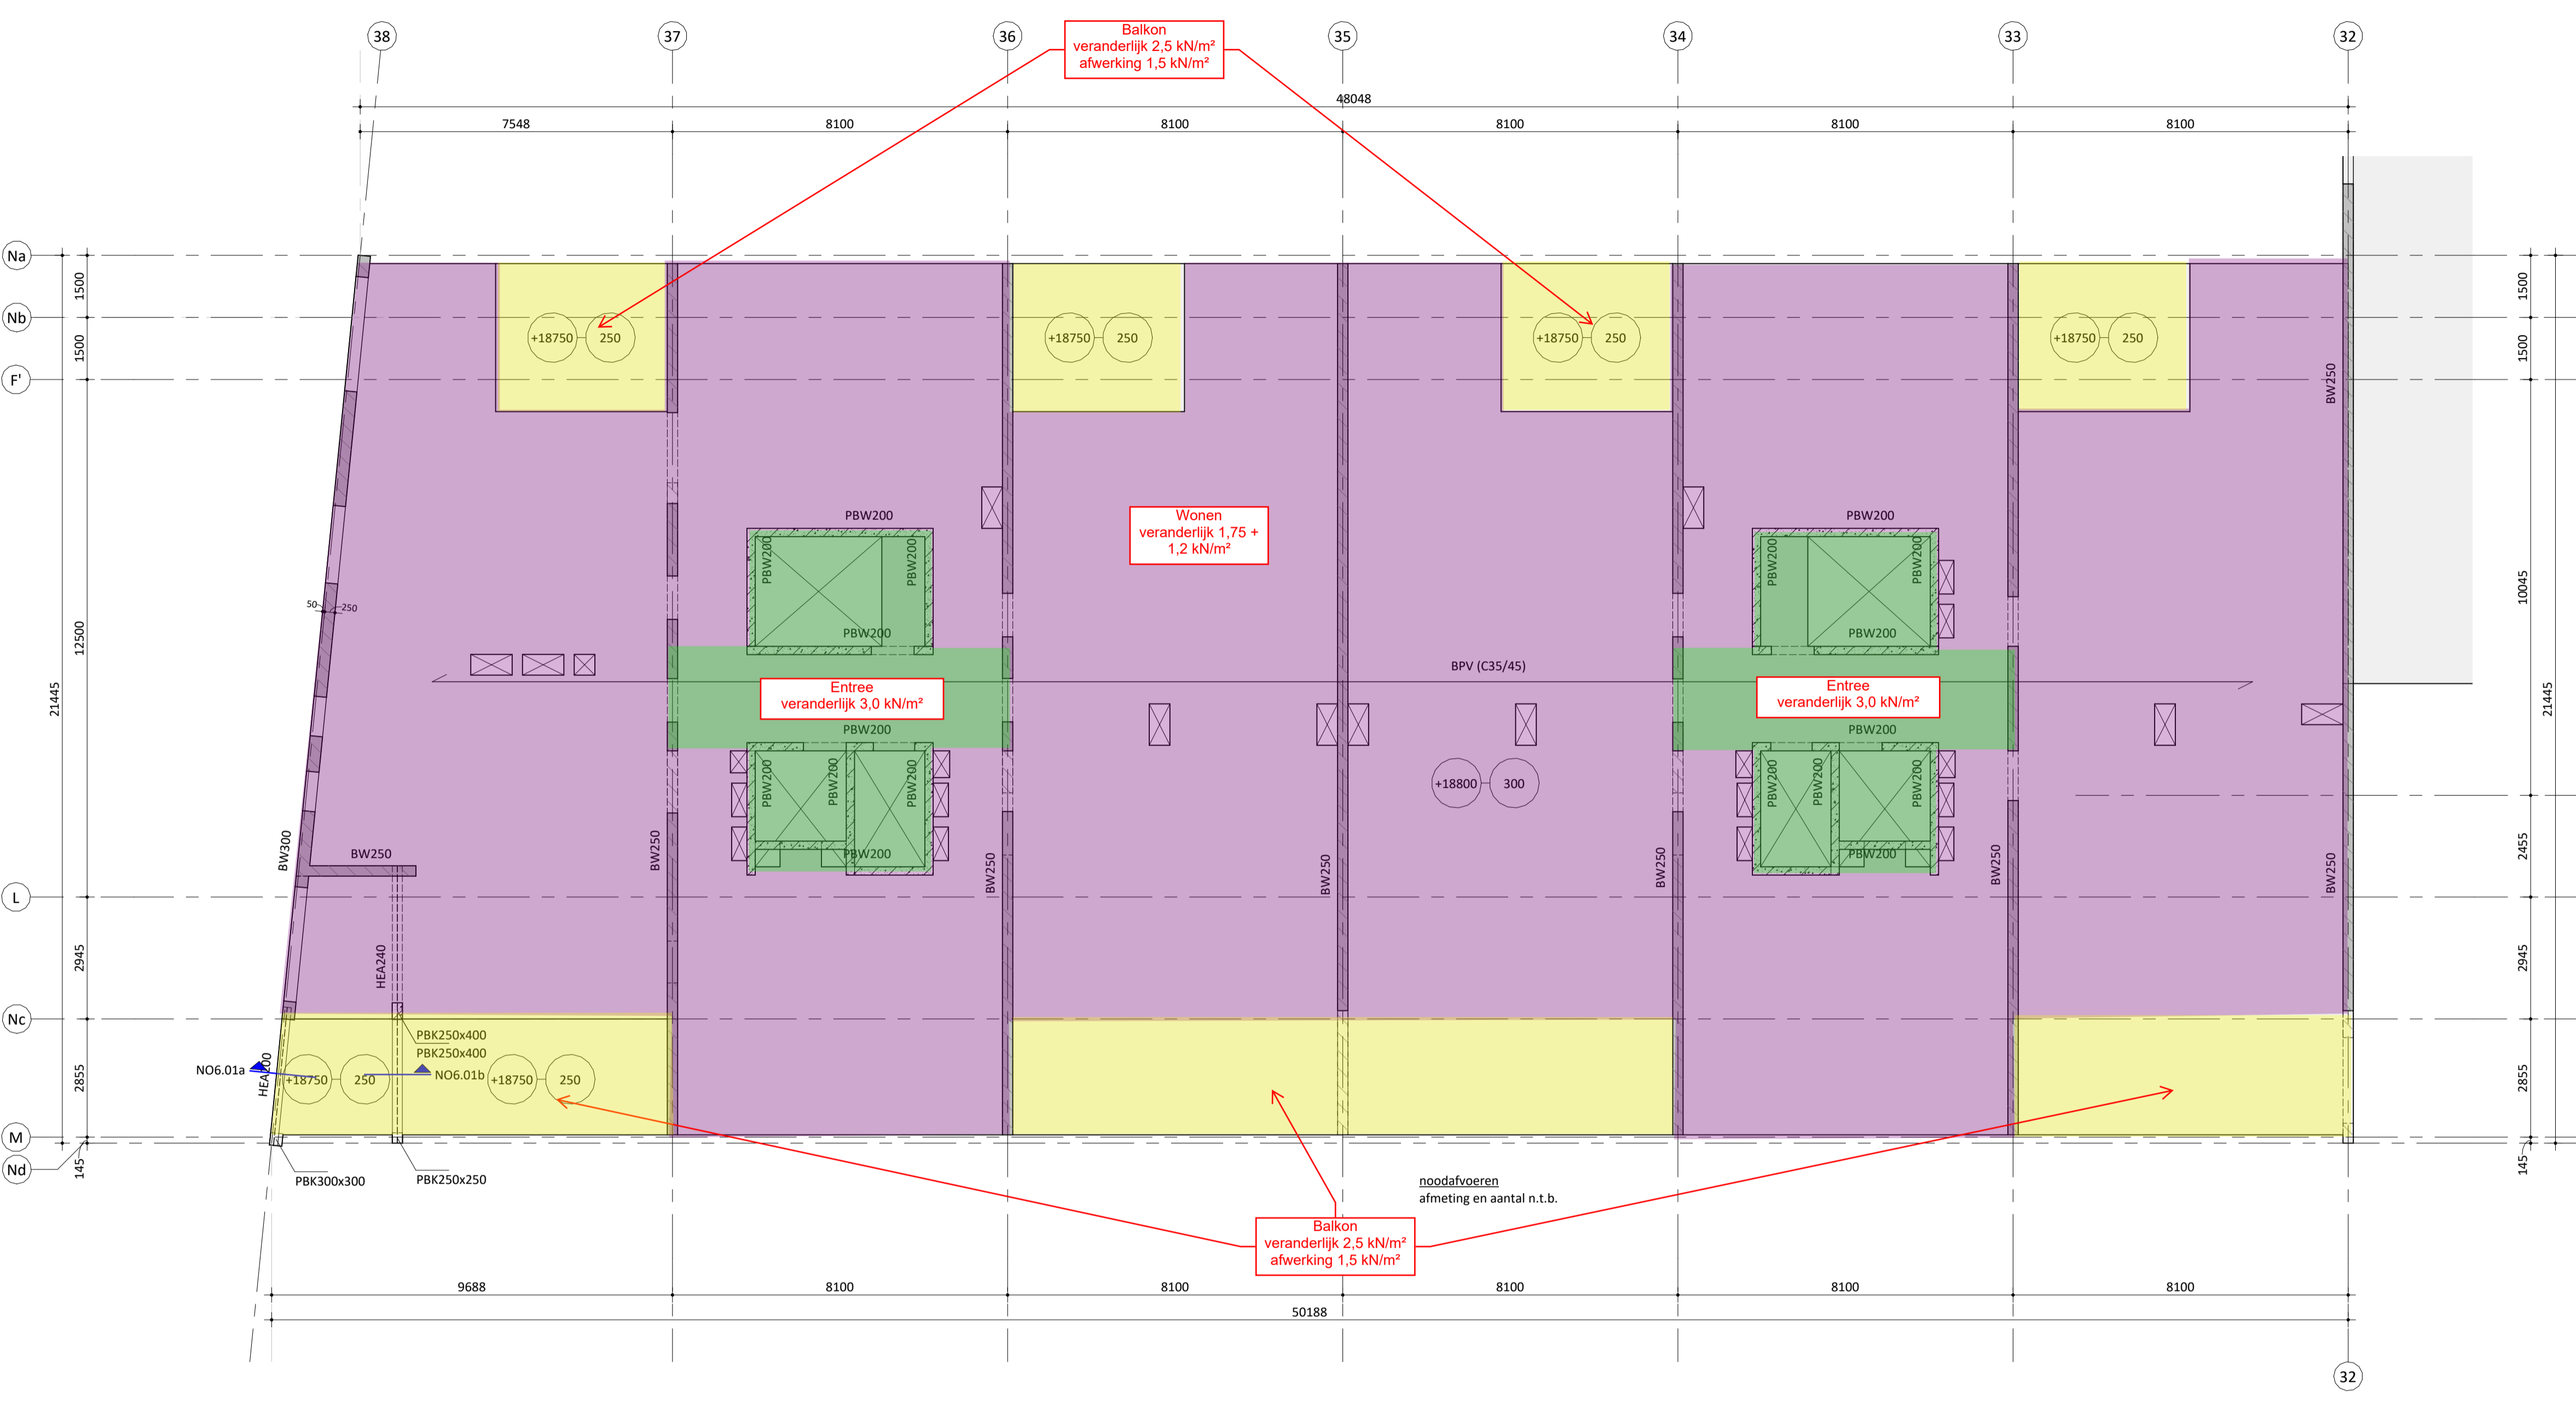 38
37
36
35
34
33
32
Balkon
veranderlijk 2,5 kN/m²
afwerking 1,5 kN/m²
48048
7548
8100
8100
8100
8100
8100
Na
Nb
F'
L
Nc
M
Nd
1500
1500
12500
2945
2855
145
21445
1500
1500
10045
2455
2945
2855
145
21445
+18750
250
+18750
250
+18750
250
+18750
250
BW250
PBW200
PBW200
PBW200
PBW200
Wonen
veranderlijk 1,75 +
1,2 kN/m²
PBW200
PBW200
PBW200
PBW200
50
250
BPV (C35/45)
Entree
veranderlijk 3,0 kN/m²
Entree
veranderlijk 3,0 kN/m²
PBW200
PBW200
PBW200
PBW200
PBW200
PBW200
PBW200
PBW200
PBW200
PBW200
+18800
300
BW300
BW250
BW250
BW250
BW250
BW250
BW250
BW250
HEA240
PBK250x400
PBK250x400
NO6.01a
HEA200
+18750
250
NO6.01b
+18750
250
PBK300x300
PBK250x250
noodafvoeren
afmeting en aantal n.t.b.
Balkon
veranderlijk 2,5 kN/m²
afwerking 1,5 kN/m²
9688
8100
8100
8100
8100
8100
50188
32